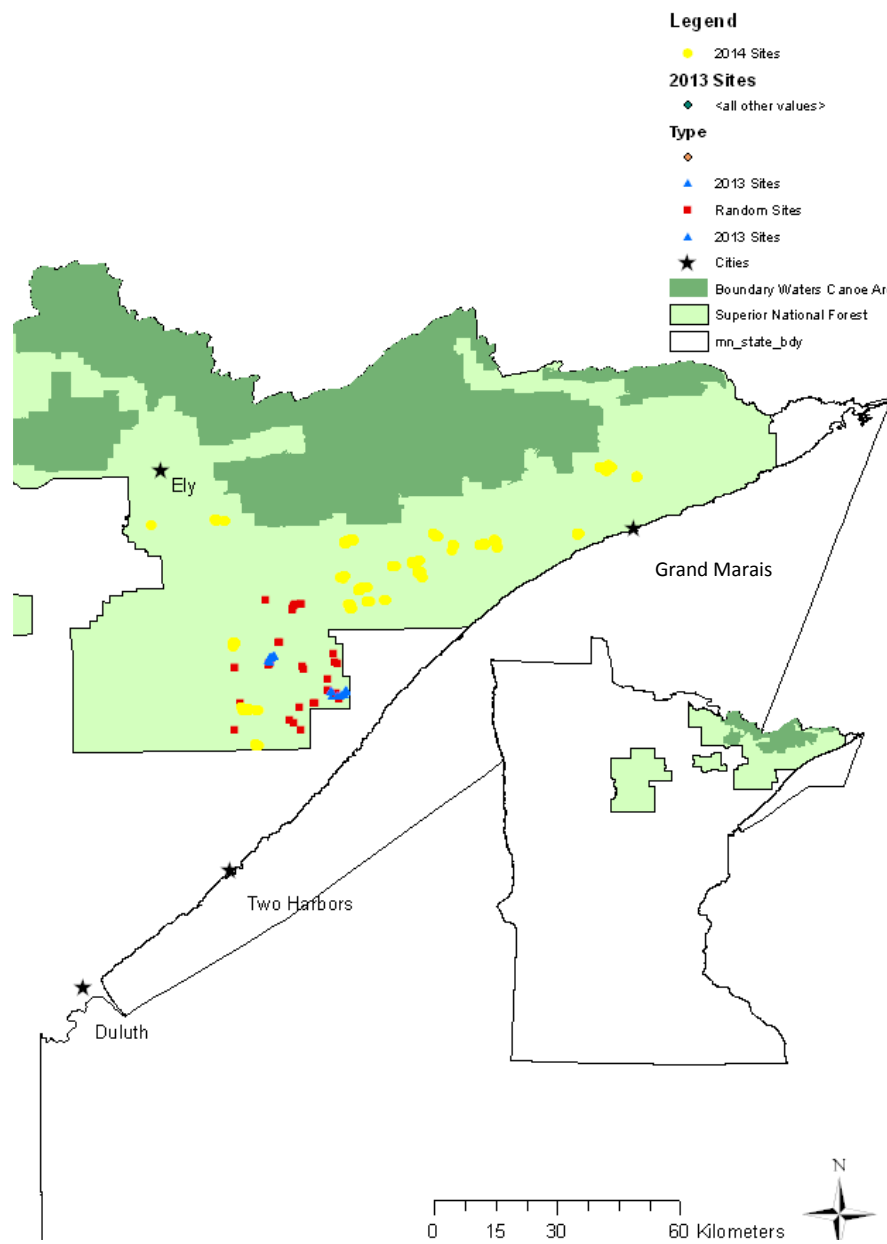 Legend
2014 Sites
2013 Sites
<all other values>
Type
2013 Sites
Random Sites
2013 Sites
Cities
Boundary Waters Canoe Ar
Superior National Forest
mn_state_bdy
Ely
Grand Marais
Two Harbors
Duluth
N
0 15 30 60 Kilometers